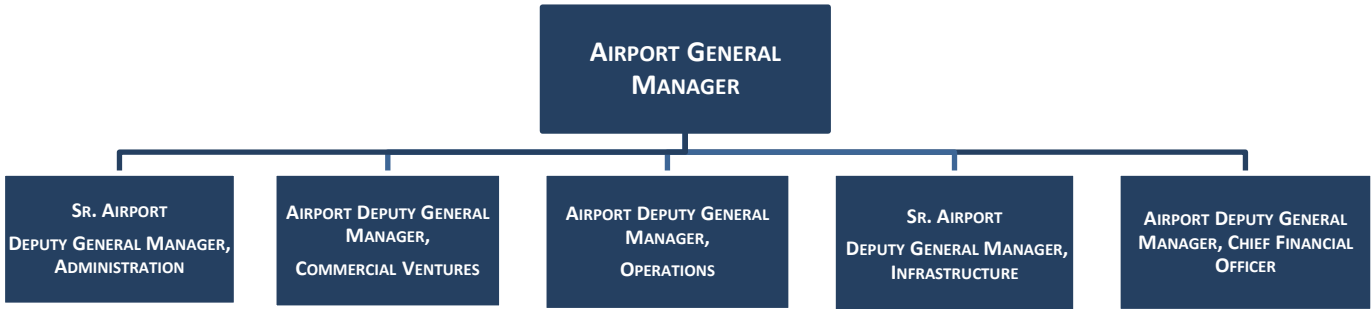 AIRPORT GENERAL
MANAGER
SR. AIRPORT
DEPUTY GENERAL MANAGER,
ADMINISTRATION
AIRPORT DEPUTY GENERAL
MANAGER,
COMMERCIAL VENTURES
AIRPORT DEPUTY GENERAL
MANAGER,
OPERATIONS
SR. AIRPORT
DEPUTY GENERAL MANAGER,
INFRASTRUCTURE
AIRPORT DEPUTY GENERAL
MANAGER, CHIEF FINANCIAL
OFFICER